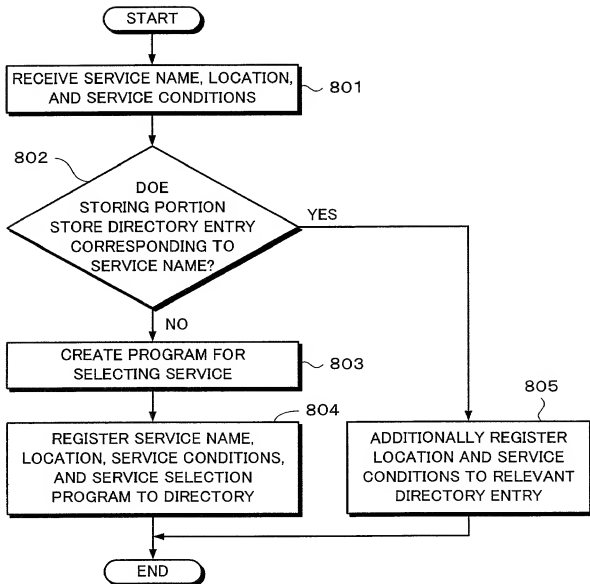 START
RECEIVE SERVICE NAME, LOCATION,
AND SERVICE CONDITIONS
801
802
DOE
STORING PORTION
STORE DIRECTORY ENTRY
CORRESPONDING TO
SERVICE NAME?
YES
NO
CREATE PROGRAM FOR
SELECTING SERVICE
803
804
REGISTER SERVICE NAME,
LOCATION, SERVICE CONDITIONS,
AND SERVICE SELECTION
PROGRAM TO DIRECTORY
805
ADDITIONALLY REGISTER
LOCATION AND SERVICE
CONDITIONS TO RELEVANT
DIRECTORY ENTRY
END